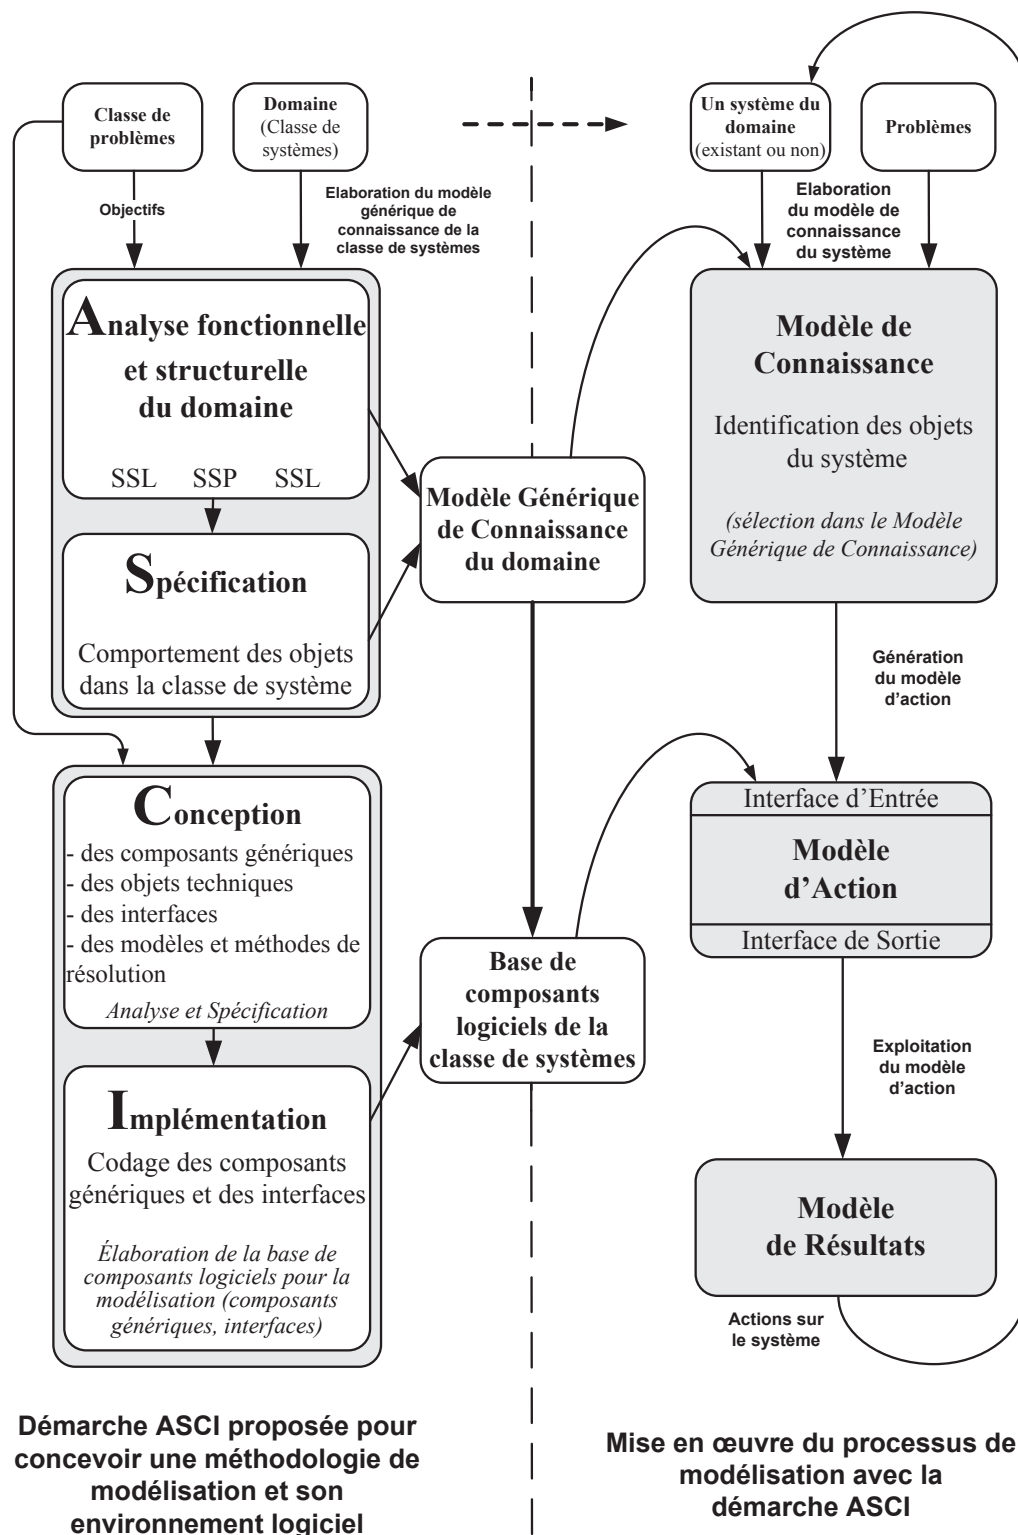 Classe de
problèmes
Domaine
(Classe de
systèmes)
Objectifs
Elaboration du modèle
générique de
connaissance de la
classe de systèmes
Analyse fonctionnelle
et structurelle
du domaine
SSL SSP SSL
Spécification
Comportement des objets
dans la classe de système
Conception
- des composants génériques
- des objets techniques
- des interfaces
- des modèles et méthodes de
résolution
Analyse et Spécification
Implémentation
Codage des composants
génériques et des interfaces
Élaboration de la base de
composants logiciels pour la
modélisation (composants
génériques, interfaces)
Modèle Générique
de Connaissance
du domaine
Base de
composants
logiciels de la
classe de systèmes
Un système du
domaine
(existant ou non)
Problèmes
Elaboration
du modèle de
connaissance
du système
Modèle de
Connaissance
Identification des objets
du système
(sélection dans le Modèle
Générique de Connaissance)
Génération
du modèle
d'action
Interface d'Entrée
Modèle
d'Action
Interface de Sortie
Exploitation
du modèle
d'action
Modèle
de Résultats
Actions sur
le système
Démarche ASCI proposée pour
concevoir une méthodologie de
modélisation et son
environnement logiciel
Mise en œuvre du processus de
modélisation avec la
démarche ASCI